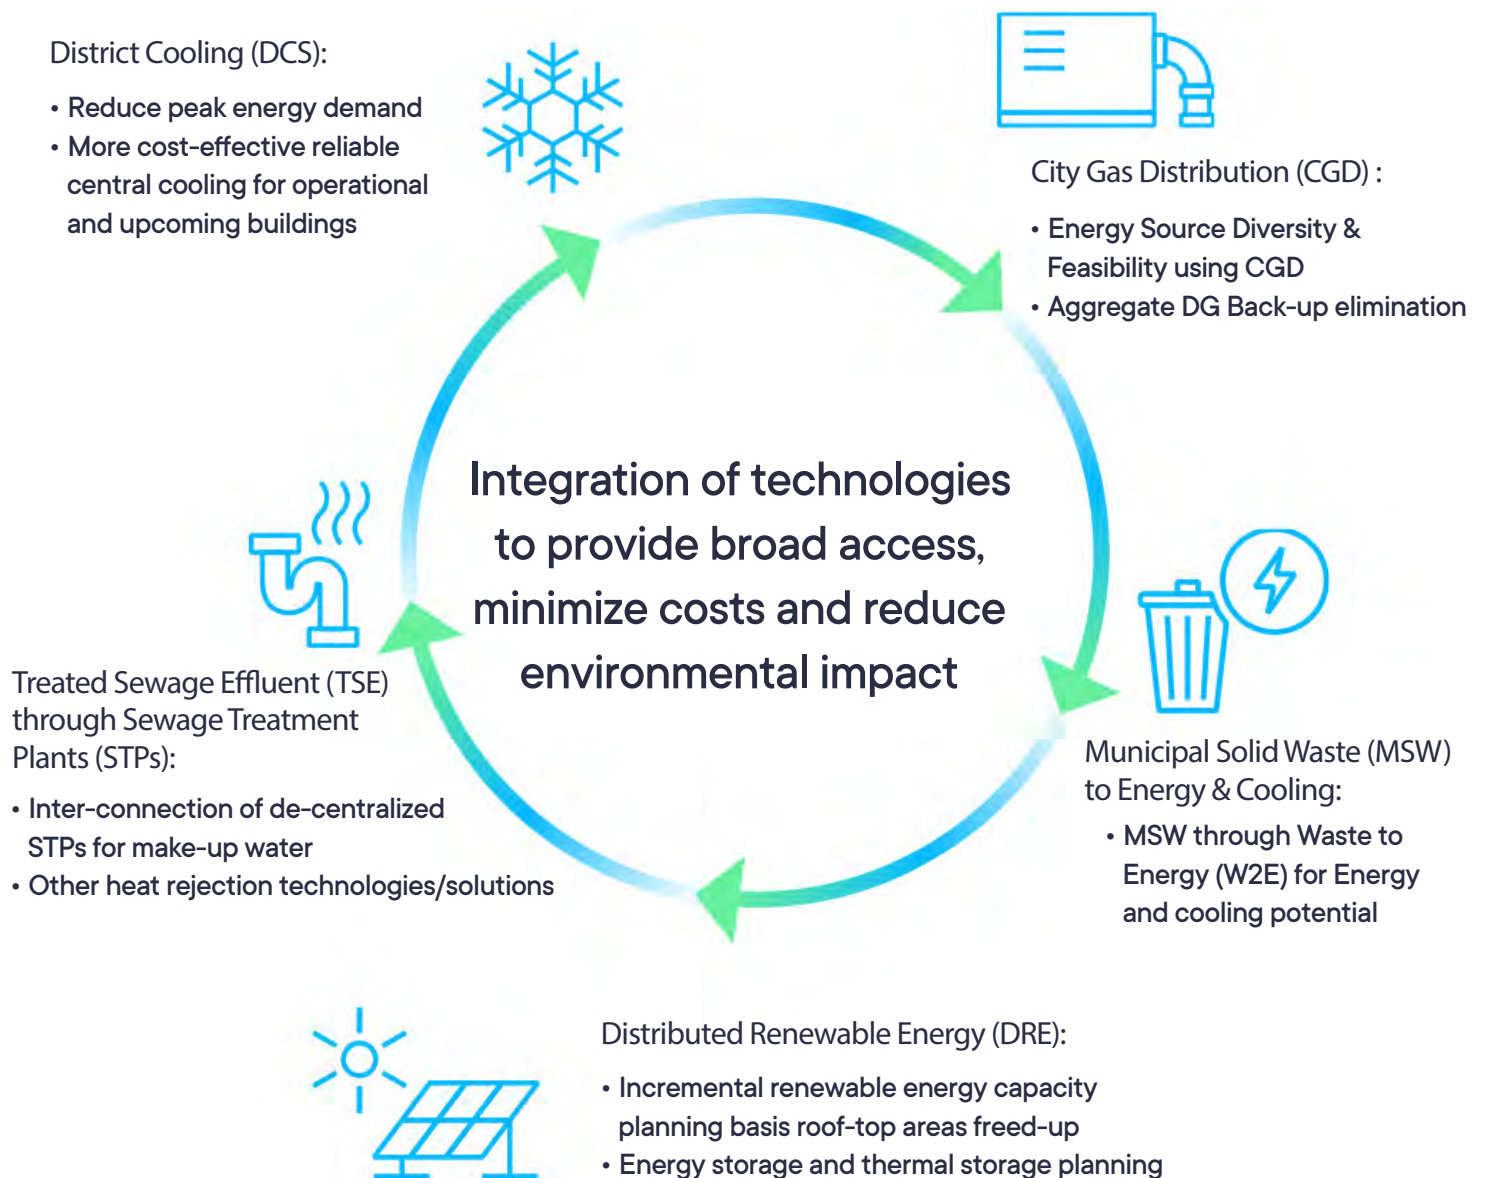 District Cooling (DCS):
• Reduce peak energy demand
• More cost-effective reliable
central cooling for operational
and upcoming buildings
City Gas Distribution (CGD) :
• Energy Source Diversity &
Feasibility using CGD
• Aggregate DG Back-up elimination
Integration of technologies
to provide broad access,
minimize costs and reduce
environmental impact
Treated Sewage Effluent (TSE)
through Sewage Treatment
Plants (STPs):
• Inter-connection of de-centralized
STPs for make-up water
• Other heat rejection technologies/solutions
Municipal Solid Waste (MSW)
to Energy & Cooling:
• MSW through Waste to
Energy (W2E) for Energy
and cooling potential
Distributed Renewable Energy (DRE):
• Incremental renewable energy capacity
planning basis roof-top areas freed-up
• Energy storage and thermal storage planning